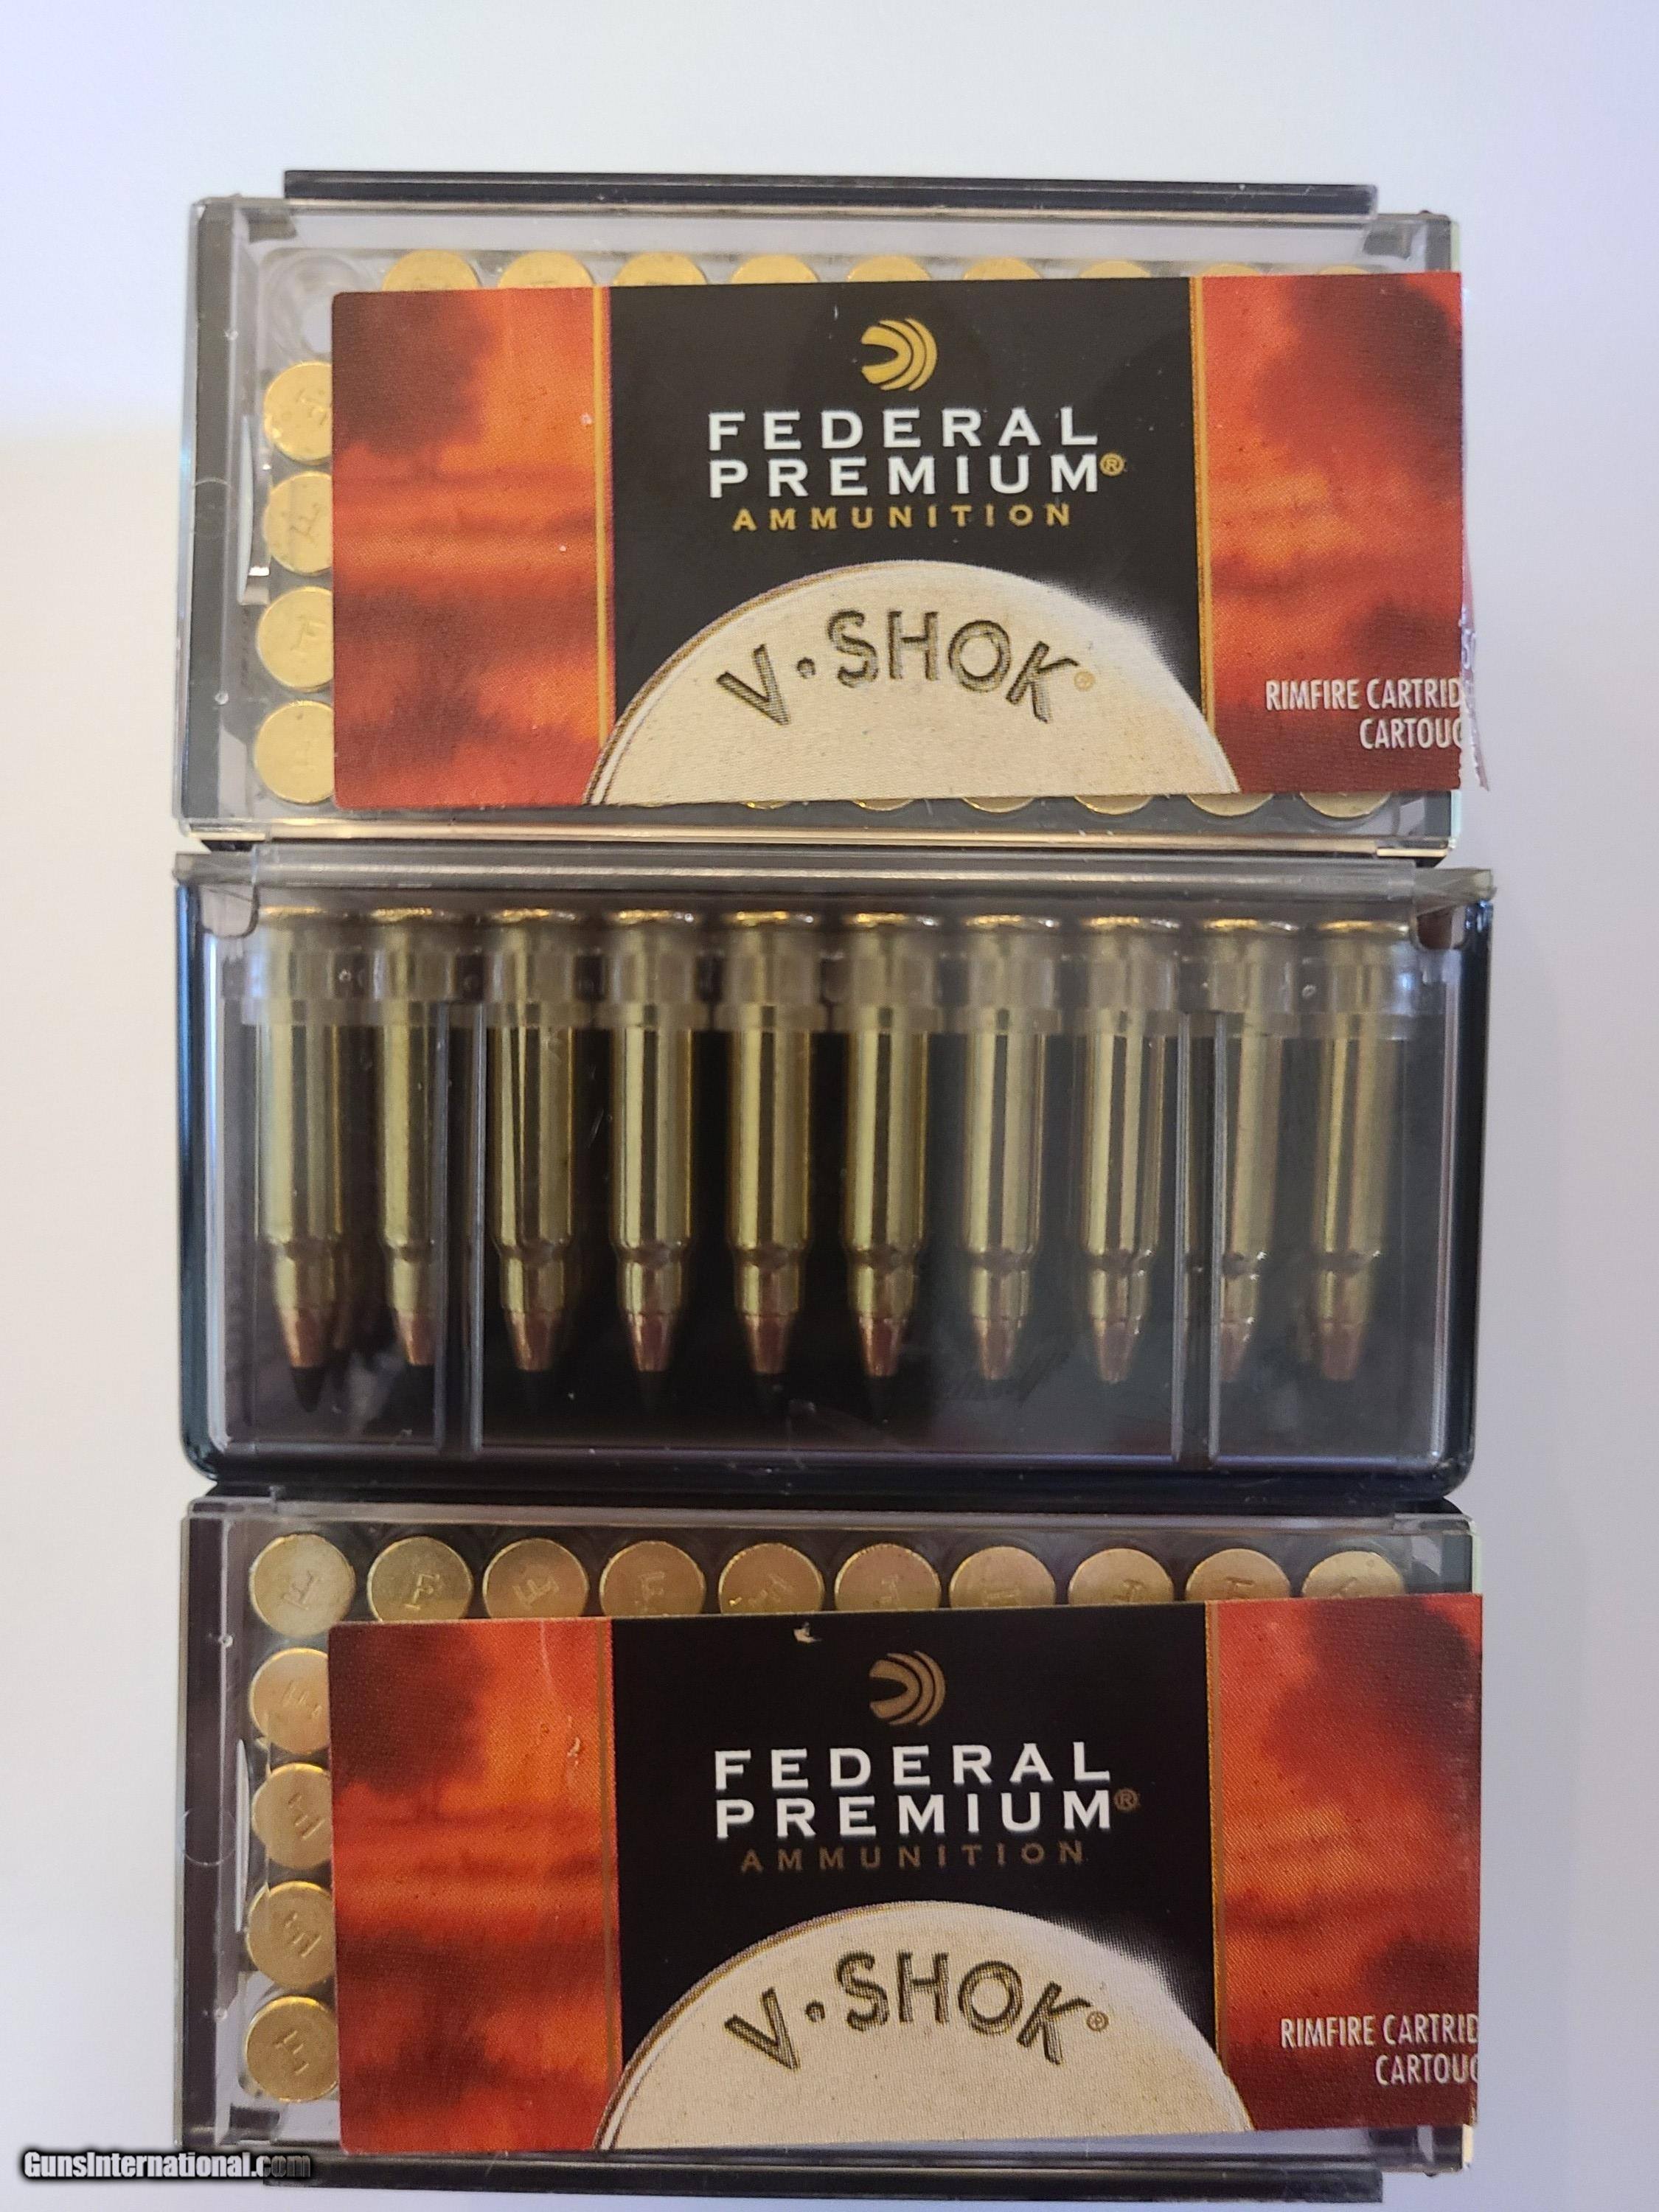 FEDERAL
PREMIUM®
AMMUNITION
V·SHOK®
RIMFIRE CARTRID
CARTOUC
F F F F F F F F F F
F
F
F
F
FEDERAL
PREMIUM®
AMMUNITION
V·SHOK®
RIMFIRE CARTRID
CARTOUC
GunsInternational.com